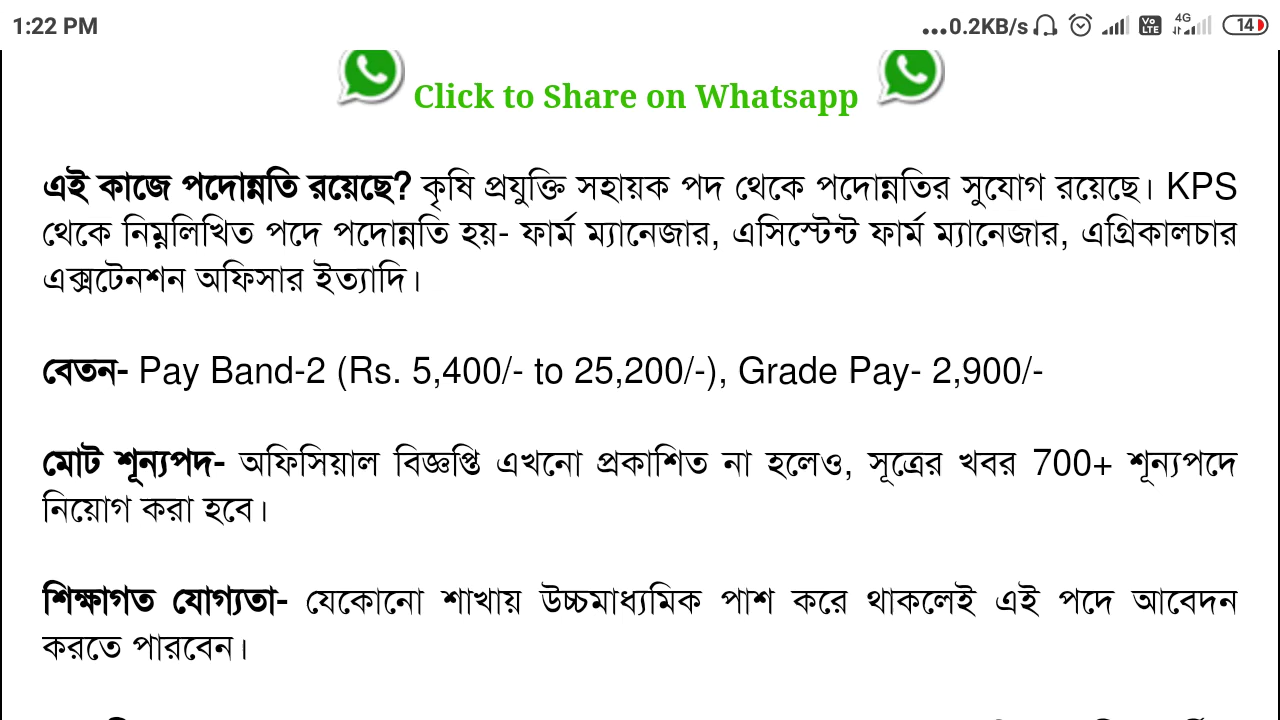 1:22 PM
...0.2KB/s Vo LTE 4G 14
Click to Share on Whatsapp
এই কাজে পদোন্নতি রয়েছে? কৃষি প্রযুক্তি সহায়ক পদ থেকে পদোন্নতির সুযোগ রয়েছে। KPS
থেকে নিম্নলিখিত পদে পদোন্নতি হয়- ফার্ম ম্যানেজার, এসিস্টেন্ট ফার্ম ম্যানেজার, এগ্রিকালচার
এক্সটেনশন অফিসার ইত্যাদি।
বেতন- Pay Band-2 (Rs. 5,400/- to 25,200/-), Grade Pay- 2,900/-
মোট শূন্যপদ- অফিসিয়াল বিজ্ঞপ্তি এখনো প্রকাশিত না হলেও, সূত্রের খবর 700+ শূন্যপদে
নিয়োগ করা হবে।
শিক্ষাগত যোগ্যতা- যেকোনো শাখায় উচ্চমাধ্যমিক পাশ করে থাকলেই এই পদে আবেদন
করতে পারবেন।